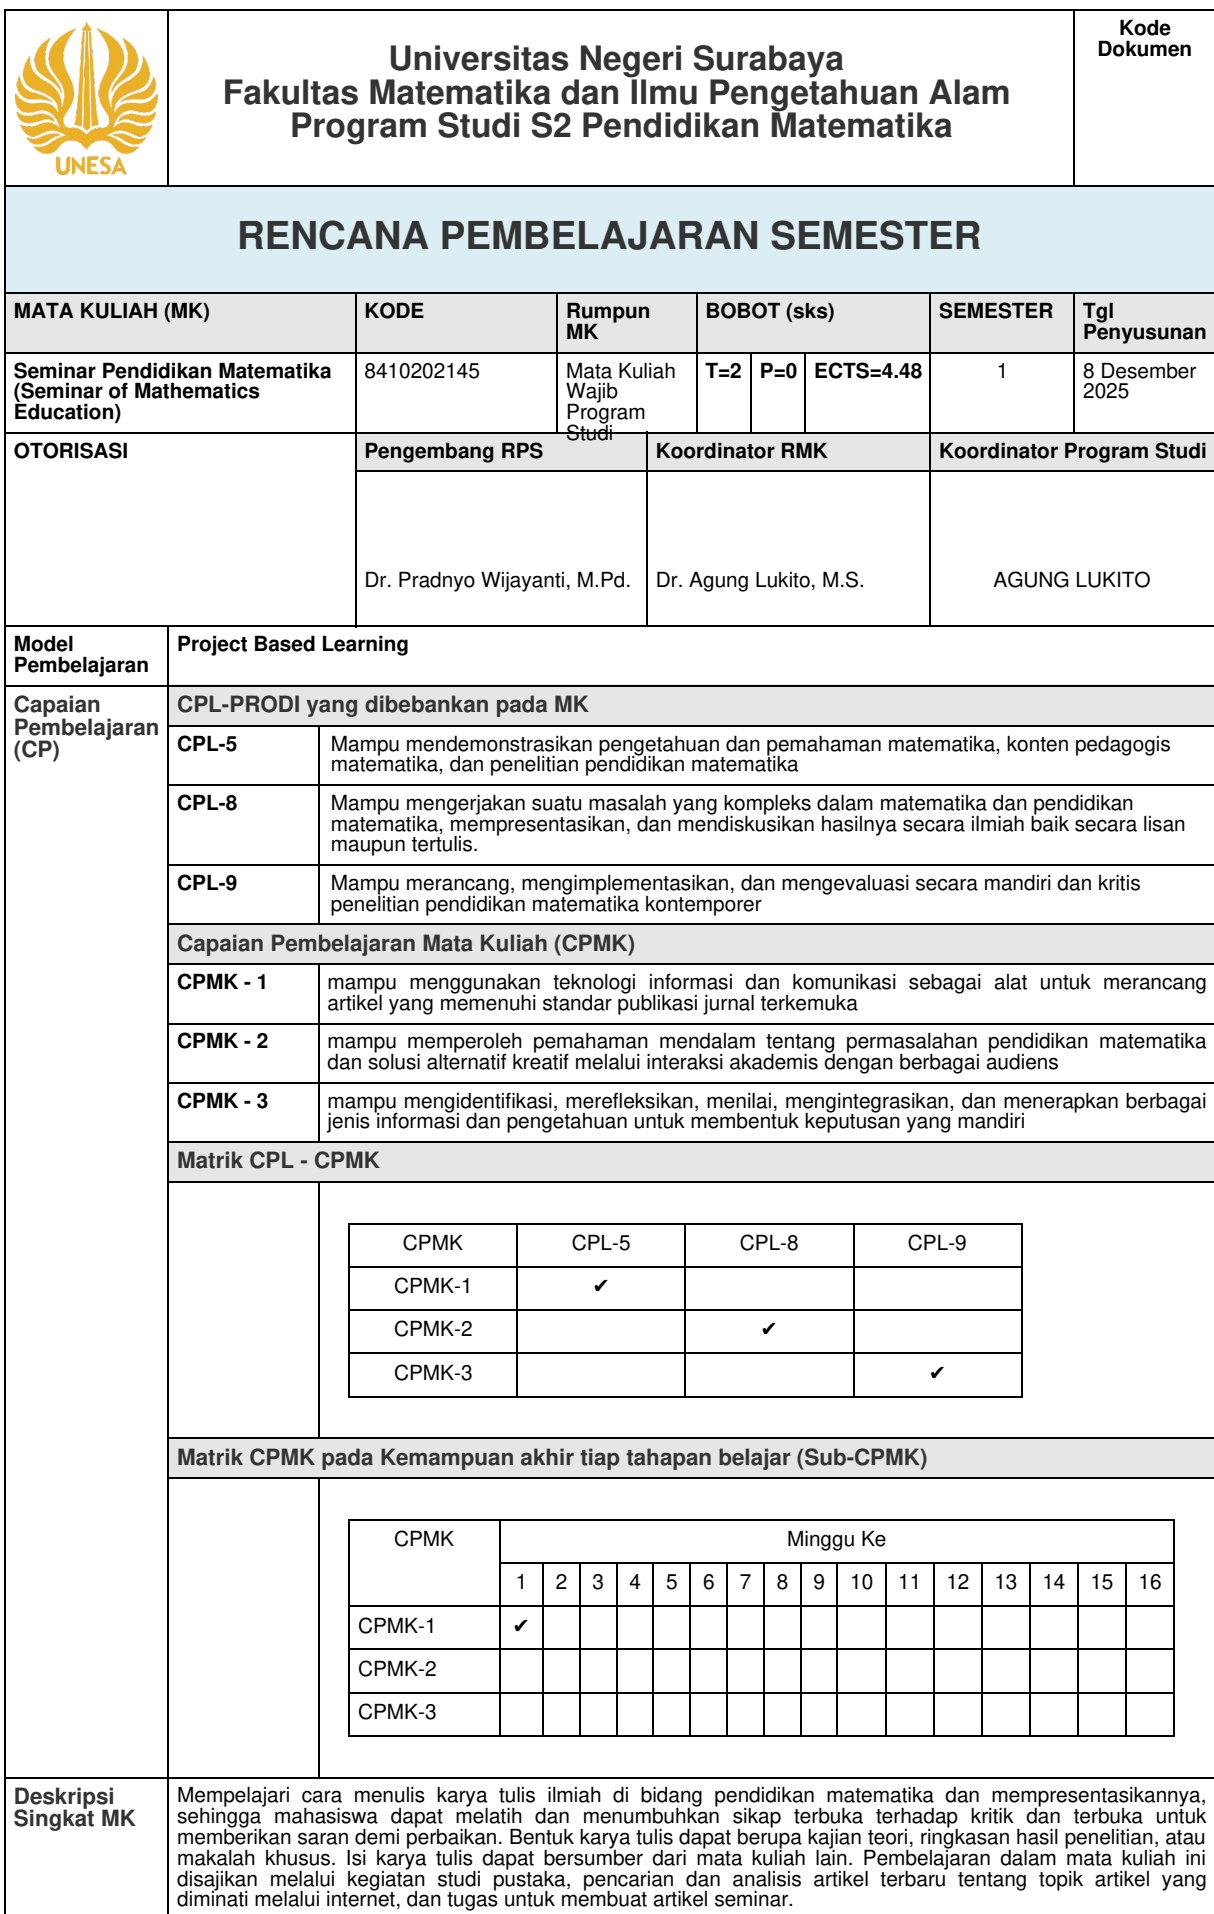 UNESA
Universitas Negeri Surabaya
Fakultas Matematika dan Ilmu Pengetahuan Alam
Program Studi S2 Pendidikan Matematika
Kode
Dokumen
RENCANA PEMBELAJARAN SEMESTER
MATA KULIAH (MK)
KODE
Rumpun
MK
BOBOT (sks)
SEMESTER
Tgl
Penyusunan
Seminar Pendidikan Matematika
(Seminar of Mathematics
Education)
8410202145
Mata Kuliah
Wajib
Program
Studi
T=2
P=0
ECTS=4.48
1
8 Desember
2025
OTORISASI
Pengembang RPS
Koordinator RMK
Koordinator Program Studi
Dr. Pradnyo Wijayanti, M.Pd.
Dr. Agung Lukito, M.S.
AGUNG LUKITO
Model
Pembelajaran
Project Based Learning
Capaian
Pembelajaran
(CP)
CPL-PRODI yang dibebankan pada MK
CPL-5
Mampu mendemonstrasikan pengetahuan dan pemahaman matematika, konten pedagogis
matematika, dan penelitian pendidikan matematika
CPL-8
Mampu mengerjakan suatu masalah yang kompleks dalam matematika dan pendidikan
matematika, mempresentasikan, dan mendiskusikan hasilnya secara ilmiah baik secara lisan
maupun tertulis.
CPL-9
Mampu merancang, mengimplementasikan, dan mengevaluasi secara mandiri dan kritis
penelitian pendidikan matematika kontemporer
Capaian Pembelajaran Mata Kuliah (CPMK)
CPMK - 1
mampu menggunakan teknologi informasi dan komunikasi sebagai alat untuk merancang
artikel yang memenuhi standar publikasi jurnal terkemuka
CPMK - 2
mampu memperoleh pemahaman mendalam tentang permasalahan pendidikan matematika
dan solusi alternatif kreatif melalui interaksi akademis dengan berbagai audiens
CPMK - 3
mampu mengidentifikasi, merefleksikan, menilai, mengintegrasikan, dan menerapkan berbagai
jenis informasi dan pengetahuan untuk membentuk keputusan yang mandiri
Matrik CPL - CPMK
CPMK CPL-5 CPL-8 CPL-9
CPMK-1 ✔
CPMK-2 ✔
CPMK-3 ✔
Matrik CPMK pada Kemampuan akhir tiap tahapan belajar (Sub-CPMK)
CPMK Minggu Ke
1 2 3 4 5 6 7 8 9 10 11 12 13 14 15 16
CPMK-1 ✔
CPMK-2
CPMK-3
Deskripsi
Singkat MK
Mempelajari cara menulis karya tulis ilmiah di bidang pendidikan matematika dan mempresentasikannya,
sehingga mahasiswa dapat melatih dan menumbuhkan sikap terbuka terhadap kritik dan terbuka untuk
memberikan saran demi perbaikan. Bentuk karya tulis dapat berupa kajian teori, ringkasan hasil penelitian, atau
makalah khusus. Isi karya tulis dapat bersumber dari mata kuliah lain. Pembelajaran dalam mata kuliah ini
disajikan melalui kegiatan studi pustaka, pencarian dan analisis artikel terbaru tentang topik artikel yang
diminati melalui internet, dan tugas untuk membuat artikel seminar.